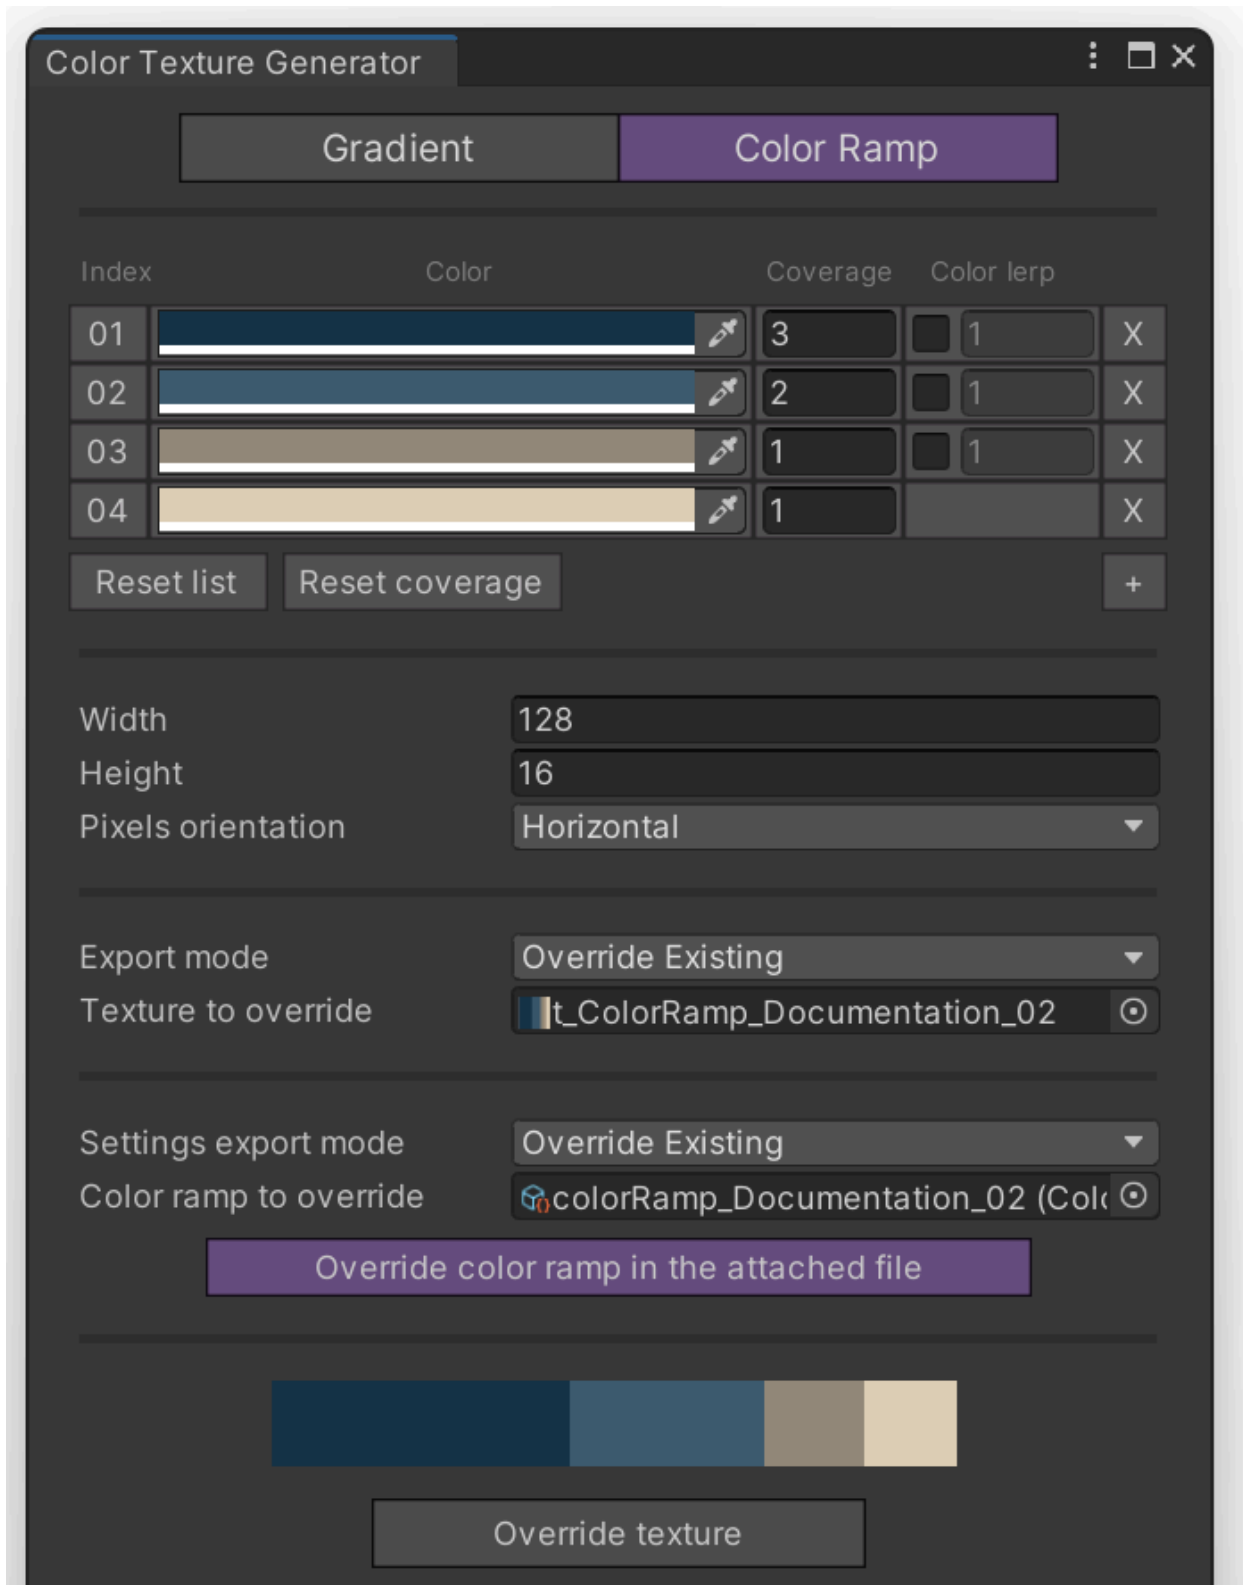 Color Texture Generator
Gradient Color Ramp
Index Color Coverage Color lerp
01 3 1 X
02 2 1 X
03 1 1 X
04 1 X
Reset list Reset coverage +
Width 128
Height 16
Pixels orientation Horizontal
Export mode Override Existing
Texture to override t_ColorRamp_Documentation_02
Settings export mode Override Existing
Color ramp to override colorRamp_Documentation_02 (Col
Override color ramp in the attached file
Override texture